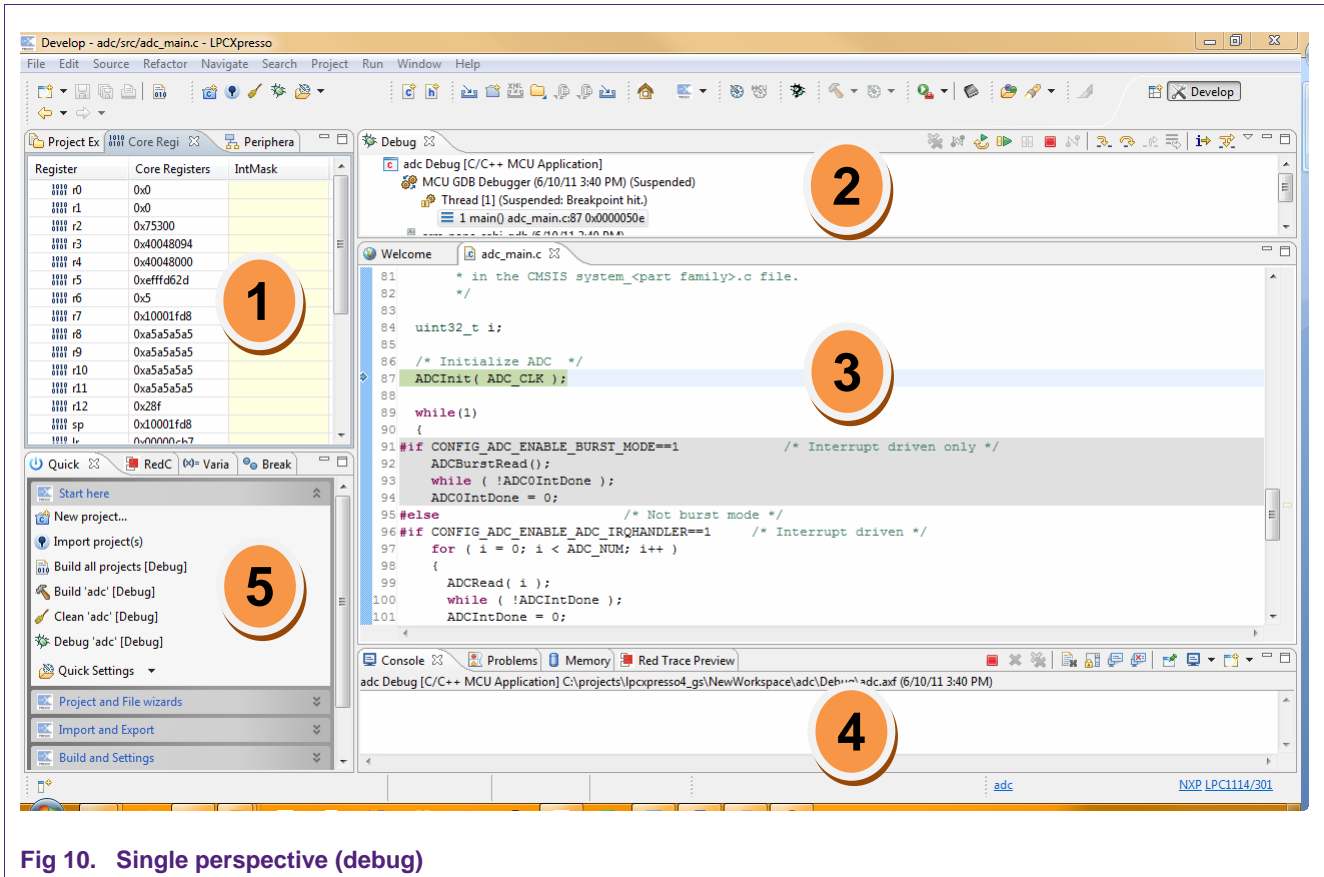 Develop - adc/src/adc_main.c - LPCXpresso
File Edit Source Refactor Navigate Search Project Run Window Help
Develop
Project Ex Core Regi Periphera
Register Core Registers IntMask
r0 0x0
r1 0x0
r2 0x75300
r3 0x40048094
r4 0x40048000
r5 0xefffd62d
r6 0x5
r7 0x10001fd8
r8 0xa5a5a5a5
r9 0xa5a5a5a5
r10 0xa5a5a5a5
r11 0xa5a5a5a5
r12 0x28f
sp 0x10001fd8
lr 0x00000cb7
1
Debug
adc Debug [C/C++ MCU Application]
MCU GDB Debugger (6/10/11 3:40 PM) (Suspended)
Thread [1] (Suspended: Breakpoint hit.)
1 main() adc_main.c:87 0x0000050e
2
Welcome adc_main.c
81 * in the CMSIS system_<part family>.c file.
82 */
83
84 uint32_t i;
85
86 /* Initialize ADC */
87 ADCInit( ADC_CLK );
88
89 while(1)
90 {
91 #if CONFIG_ADC_ENABLE_BURST_MODE==1 /* Interrupt driven only */
92 ADCBurstRead();
93 while ( !ADC0IntDone );
94 ADC0IntDone = 0;
95 #else /* Not burst mode */
96 #if CONFIG_ADC_ENABLE_ADC_IRQHANDLER==1 /* Interrupt driven */
97 for ( i = 0; i < ADC_NUM; i++ )
98 {
99 ADCRead( i );
100 while ( !ADCIntDone );
101 ADCIntDone = 0;
3
Quick RedC (x)= Varia Break
Start here
New project...
Import project(s)
Build all projects [Debug]
Build 'adc' [Debug]
Clean 'adc' [Debug]
Debug 'adc' [Debug]
Quick Settings
Project and File wizards
Import and Export
Build and Settings
5
Console Problems Memory Red Trace Preview
adc Debug [C/C++ MCU Application] C:\projects\lpcxpresso4_gs\NewWorkspace\adc\Debug\adc.axf (6/10/11 3:40 PM)
4
adc NXP LPC1114/301
Fig 10. Single perspective (debug)